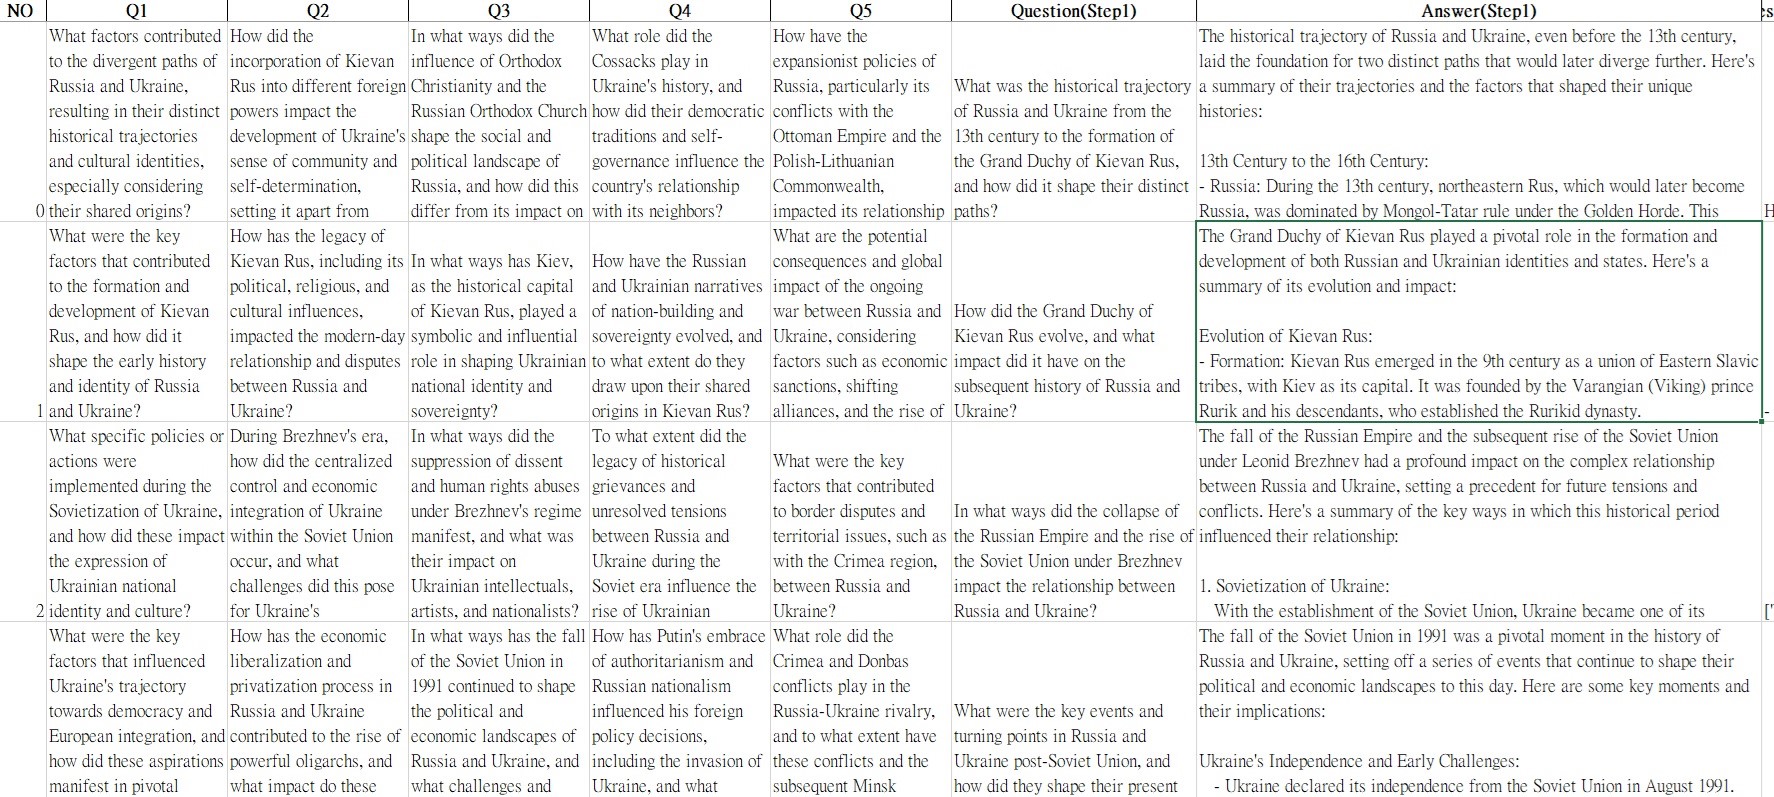 NO Q1 Q2 Q3 Q4 Q5 Question(Step1) Answer(Step1)
What factors contributed
to the divergent paths of
Russia and Ukraine,
resulting in their distinct
historical trajectories
and cultural identities,
especially considering
0 their shared origins?
How did the
incorporation of Kievan
Rus into different foreign
powers impact the
development of Ukraine's
sense of community and
self-determination,
setting it apart from
In what ways did the
influence of Orthodox
Christianity and the
Russian Orthodox Church
shape the social and
political landscape of
Russia, and how did this
differ from its impact on
What role did the
Cossacks play in
Ukraine's history, and
how did their democratic
traditions and self-
governance influence the
country's relationship
with its neighbors?
How have the
expansionist policies of
Russia, particularly its
conflicts with the
Ottoman Empire and the
Polish-Lithuanian
Commonwealth,
impacted its relationship
What was the historical trajectory
of Russia and Ukraine from the
13th century to the formation of
the Grand Duchy of Kievan Rus,
and how did it shape their distinct
paths?
The historical trajectory of Russia and Ukraine, even before the 13th century,
laid the foundation for two distinct paths that would later diverge further. Here's
a summary of their trajectories and the factors that shaped their unique
histories:
13th Century to the 16th Century:
- Russia: During the 13th century, northeastern Rus, which would later become
Russia, was dominated by Mongol-Tatar rule under the Golden Horde. This
H
What were the key
factors that contributed
to the formation and
development of Kievan
Rus, and how did it
shape the early history
and identity of Russia
1 and Ukraine?
How has the legacy of
Kievan Rus, including its
political, religious, and
cultural influences,
impacted the modern-day
relationship and disputes
between Russia and
Ukraine?
In what ways has Kiev,
as the historical capital
of Kievan Rus, played a
symbolic and influential
role in shaping Ukrainian
national identity and
sovereignty?
How have the Russian
and Ukrainian narratives
of nation-building and
sovereignty evolved, and
to what extent do they
draw upon their shared
origins in Kievan Rus?
What are the potential
consequences and global
impact of the ongoing
war between Russia and
Ukraine, considering
factors such as economic
sanctions, shifting
alliances, and the rise of
How did the Grand Duchy of
Kievan Rus evolve, and what
impact did it have on the
subsequent history of Russia and
Ukraine?
The Grand Duchy of Kievan Rus played a pivotal role in the formation and
development of both Russian and Ukrainian identities and states. Here's a
summary of its evolution and impact:
Evolution of Kievan Rus:
- Formation: Kievan Rus emerged in the 9th century as a union of Eastern Slavic
tribes, with Kiev as its capital. It was founded by the Varangian (Viking) prince
Rurik and his descendants, who established the Rurikid dynasty.
-
What specific policies or
actions were
implemented during the
Sovietization of Ukraine,
and how did these impact
the expression of
Ukrainian national
2 identity and culture?
During Brezhnev's era,
how did the centralized
control and economic
integration of Ukraine
within the Soviet Union
occur, and what
challenges did this pose
for Ukraine's
In what ways did the
suppression of dissent
and human rights abuses
under Brezhnev's regime
manifest, and what was
their impact on
Ukrainian intellectuals,
artists, and nationalists?
To what extent did the
legacy of historical
grievances and
unresolved tensions
between Russia and
Ukraine during the
Soviet era influence the
rise of Ukrainian
What were the key
factors that contributed
to border disputes and
territorial issues, such as
with the Crimea region,
between Russia and
Ukraine?
In what ways did the collapse of
the Russian Empire and the rise of
the Soviet Union under Brezhnev
impact the relationship between
Russia and Ukraine?
The fall of the Russian Empire and the subsequent rise of the Soviet Union
under Leonid Brezhnev had a profound impact on the complex relationship
between Russia and Ukraine, setting a precedent for future tensions and
conflicts. Here's a summary of the key ways in which this historical period
influenced their relationship:
1. Sovietization of Ukraine:
With the establishment of the Soviet Union, Ukraine became one of its
['
What were the key
factors that influenced
Ukraine's trajectory
towards democracy and
European integration, and
how did these aspirations
manifest in pivotal
How has the economic
liberalization and
privatization process in
Russia and Ukraine
contributed to the rise of
powerful oligarchs, and
what impact do these
In what ways has the fall
of the Soviet Union in
1991 continued to shape
the political and
economic landscapes of
Russia and Ukraine, and
what challenges and
How has Putin's embrace
of authoritarianism and
Russian nationalism
influenced his foreign
policy decisions,
including the invasion of
Ukraine, and what
What role did the
Crimea and Donbas
conflicts play in the
Russia-Ukraine rivalry,
and to what extent have
these conflicts and the
subsequent Minsk
What were the key events and
turning points in Russia and
Ukraine post-Soviet Union, and
how did they shape their present
The fall of the Soviet Union in 1991 was a pivotal moment in the history of
Russia and Ukraine, setting off a series of events that continue to shape their
political and economic landscapes to this day. Here are some key moments and
their implications:
Ukraine's Independence and Early Challenges:
- Ukraine declared its independence from the Soviet Union in August 1991.